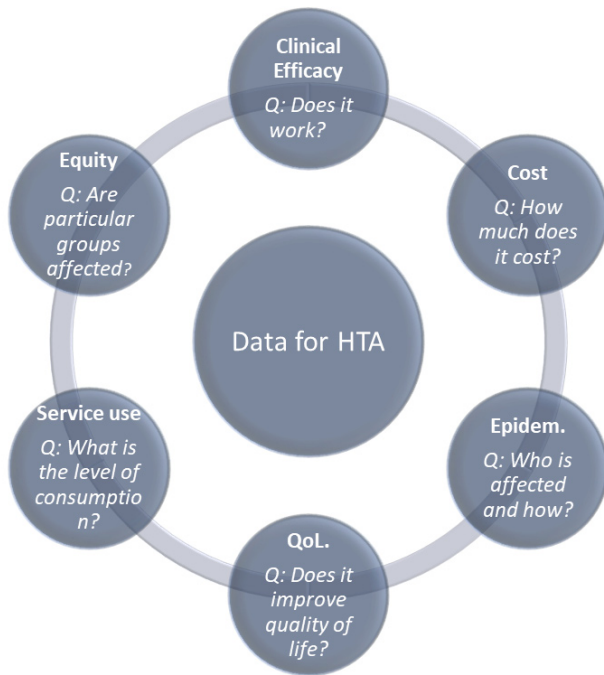 Clinical
Efficacy
Q: Does it
work?
Cost
Q: How
much does
it cost?
Epidem.
Q: Who is
affected
and how?
QoL.
Q: Does it
improve
quality of
life?
Service use
Q: What is
the level of
consumptio
n?
Equity
Q: Are
particular
groups
affected?
Data for HTA